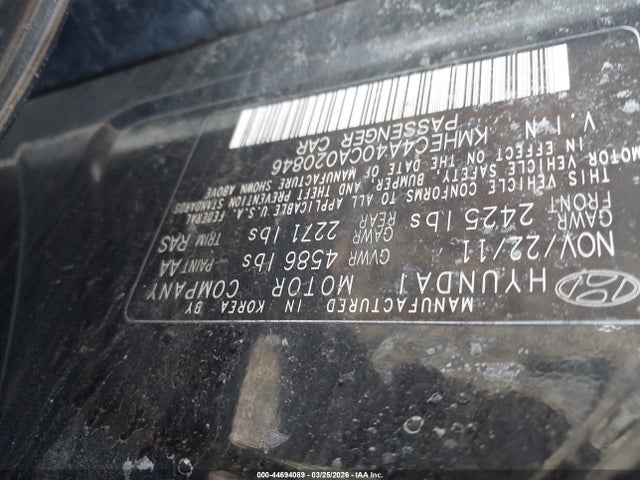 MANUFACTURED IN KOREA BY
HYUNDAI MOTOR COMPANY
NOV/22/11 GVWR 4586 lbs PAINT AA
GAWR FRONT 2425 lbs GAWR REAR 2271 lbs TRIM RAS
THIS VEHICLE CONFORMS TO ALL APPLICABLE U.S.A. FEDERAL
MOTOR VEHICLE SAFETY, BUMPER, AND THEFT PREVENTION STANDARDS
IN EFFECT ON THE DATE OF MANUFACTURE SHOWN ABOVE
V.I.N KMHEC4A40CA020846
PASSENGER CAR
000-44694089 - 03/25/2026 - IAAI.COM